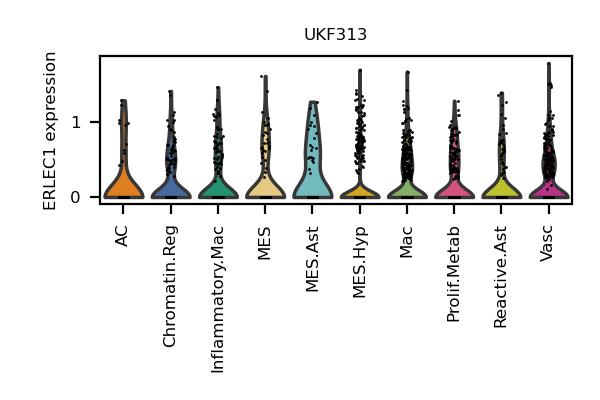 UKF313
ERLEC1 expression
1
0
AC
Chromatin.Reg
Inflammatory.Mac
MES
MES.Ast
MES.Hyp
Mac
Prolif.Metab
Reactive.Ast
Vasc